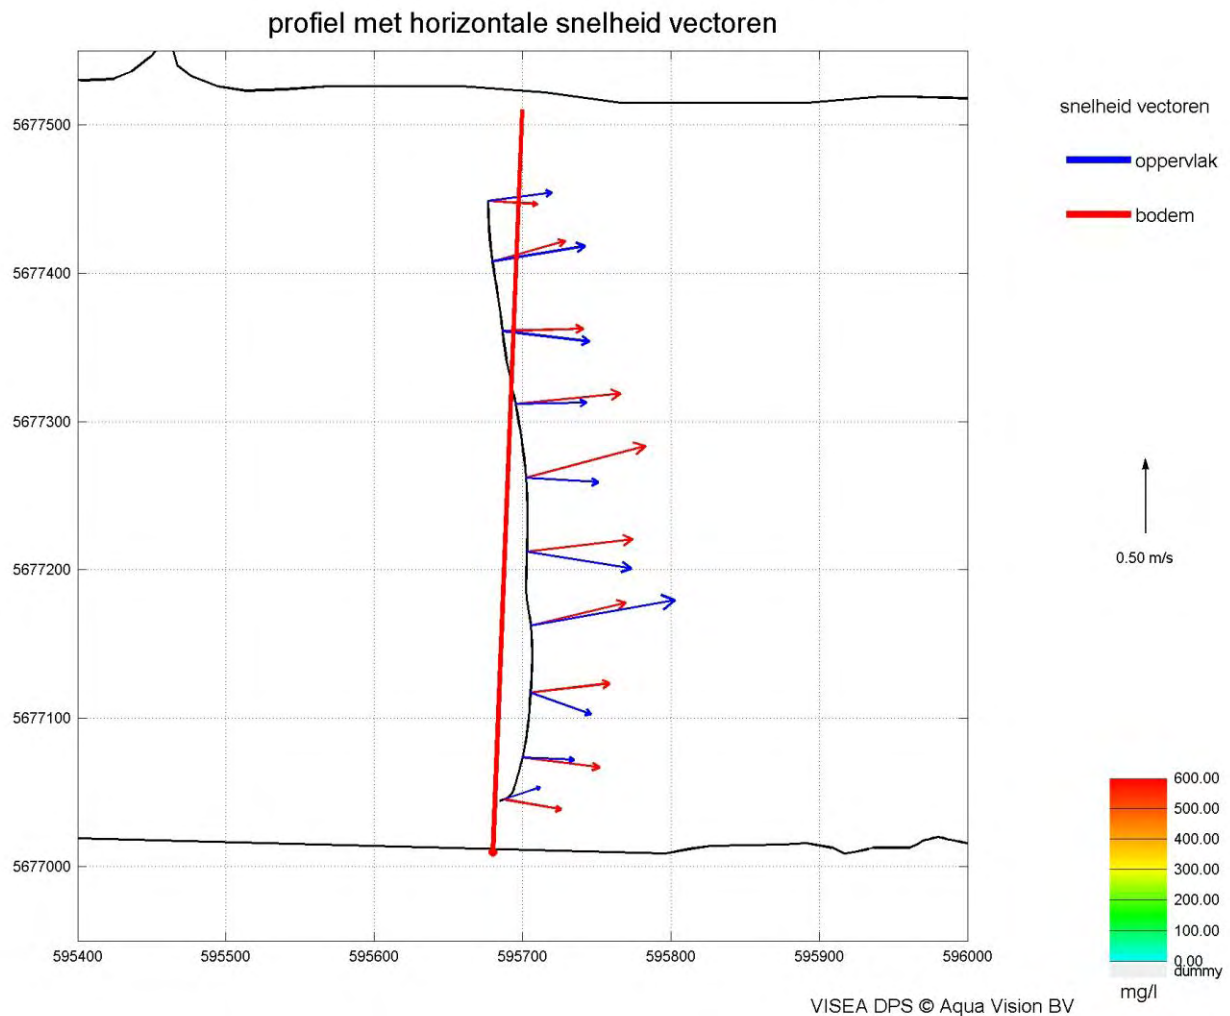 profiel met horizontale snelheid vectoren
snelheid vectoren
oppervlak
bodem
5677500
5677400
5677300
5677200
5677100
5677000
0.50 m/s
595400
595500
595600
595700
595800
595900
596000
600.00
500.00
400.00
300.00
200.00
100.00
0.00
dummy
mg/l
VISEA DPS © Aqua Vision BV